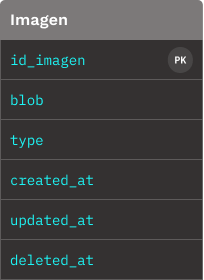 Imagen
id_imagen PK
blob
type
created_at
updated_at
deleted_at